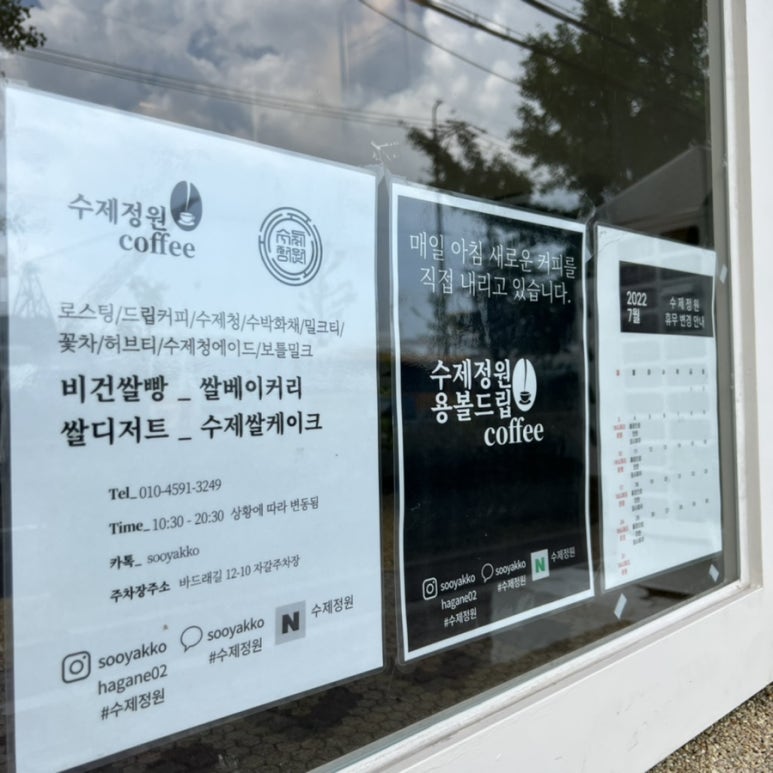 수제정원
coffee
로스팅/드립커피/수제청/수박화채/밀크티/
꽃차/허브티/수제청에이드/보틀밀크
비건쌀빵 _ 쌀베이커리
쌀디저트 _ 수제쌀케이크
Tel_ 010-4591-3249
Time_ 10:30 - 20:30 상황에 따라 변동됨
카톡_ sooyakko
주차장주소 바드래길 12-10 자갈주차장
sooyakko
hagane02
#수제정원
sooyakko
#수제정원
N 수제정원
매일 아침 새로운 커피를
직접 내리고 있습니다.
수제정원
용볼드립
coffee
sooyakko
hagane02
#수제정원
sooyakko
#수제정원
N 수제정원
2022
7월
수제정원
휴무 변경 안내